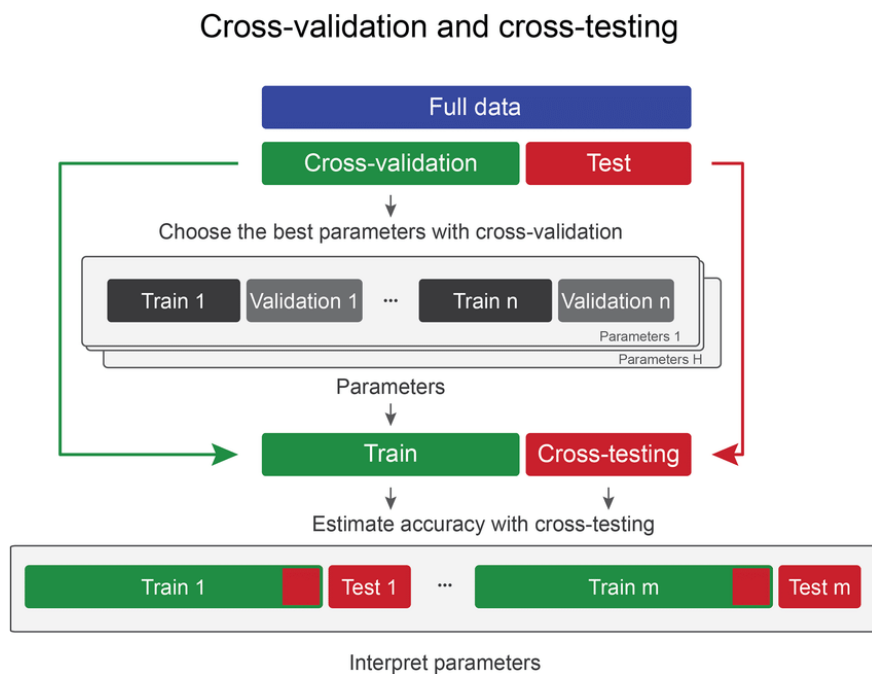 Cross-validation and cross-testing
Full data
Cross-validation Test
Choose the best parameters with cross-validation
Train 1 Validation 1 ... Train n Validation n
Parameters 1
Parameters H
Parameters
Train Cross-testing
Estimate accuracy with cross-testing
Train 1 Test 1 ... Train m Test m
Interpret parameters